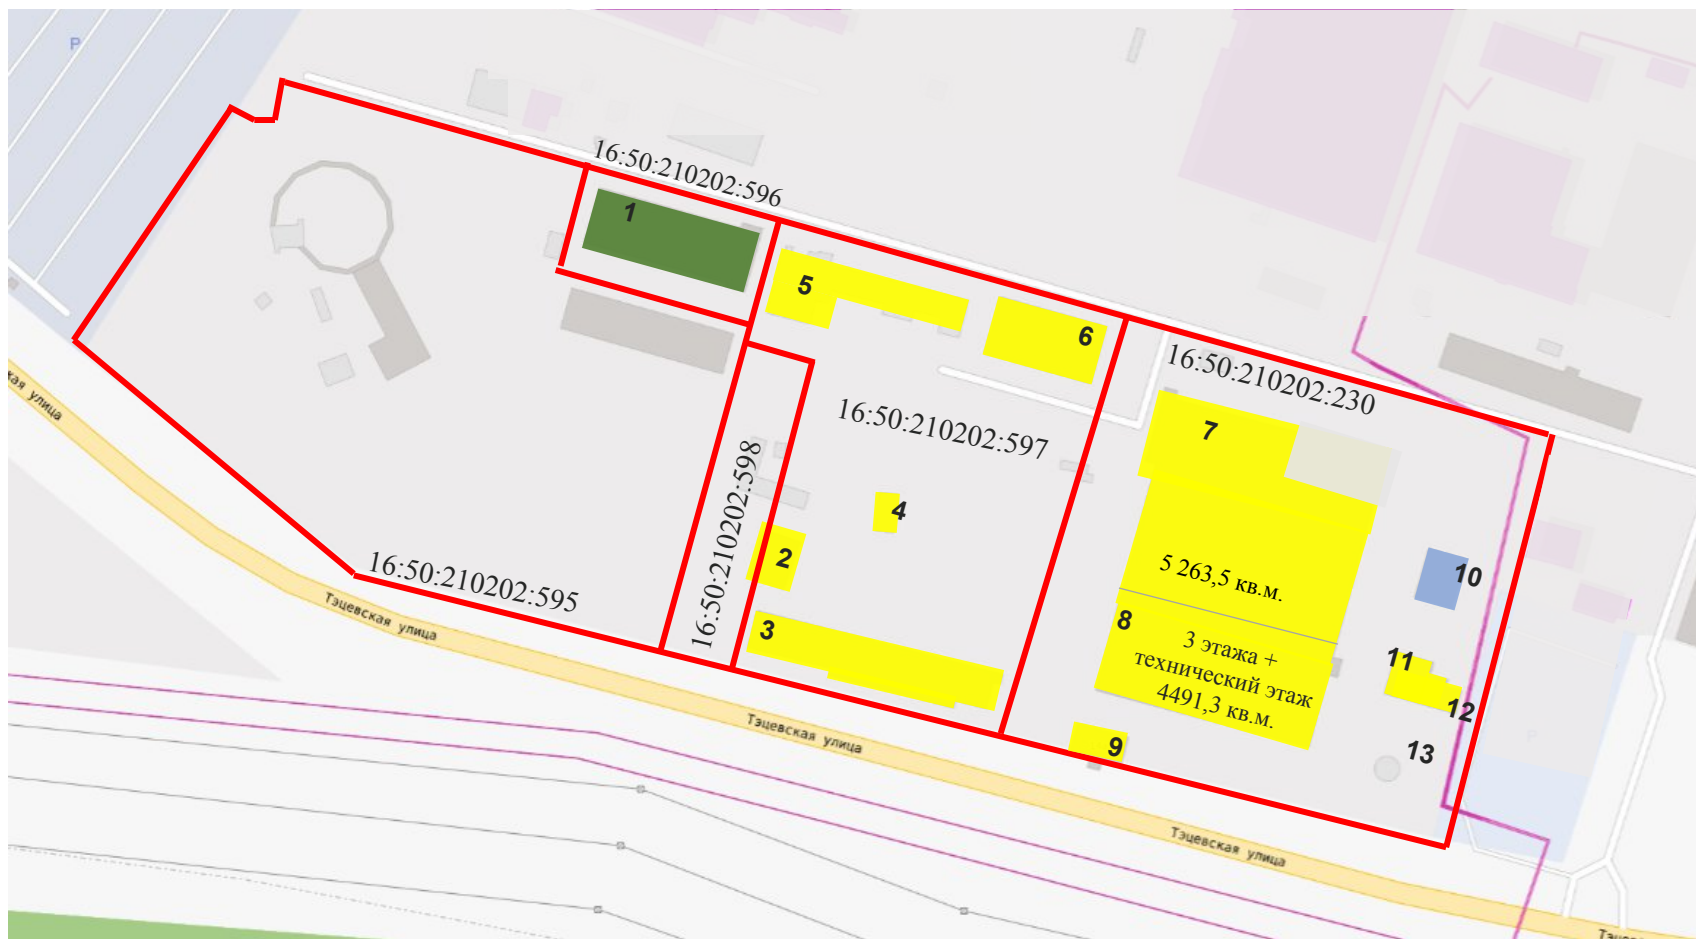 P
16:50:210202:596
1
5
6
16:50:210202:230
7
16:50:210202:597
кая улица
16:50:210202:598
4
2
5 263,5 кв.м.
10
16:50:210202:595
Тэцевская улица
3
8
3 этажа +
технический этаж
4491,3 кв.м.
11
12
Тэцевская улица
9
13
P
Тэцевская улица
Тэце